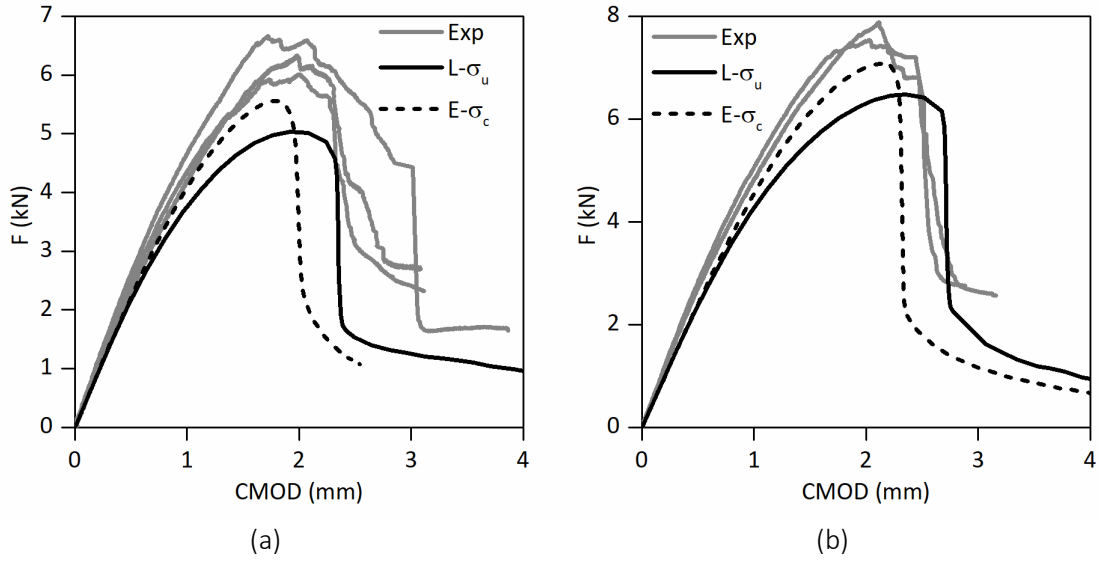 7
6
5
4
3
2
1
0
F (kN)
Exp
L-σu
E-σc
0 1 2 3 4
CMOD (mm)
(a)
8
6
4
2
0
F (kN)
Exp
L-σu
E-σc
0 1 2 3 4
CMOD (mm)
(b)